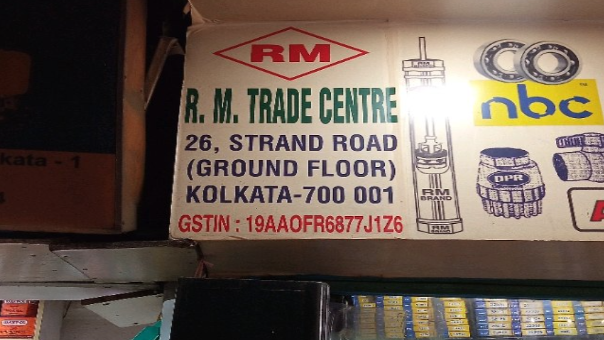 RM
R. M. TRADE CENTRE
26, STRAND ROAD
(GROUND FLOOR)
KOLKATA-700 001
GSTIN : 19AAOFR6877J1Z6
RM
BRAND
RM
nbc
DPR
kata - 1